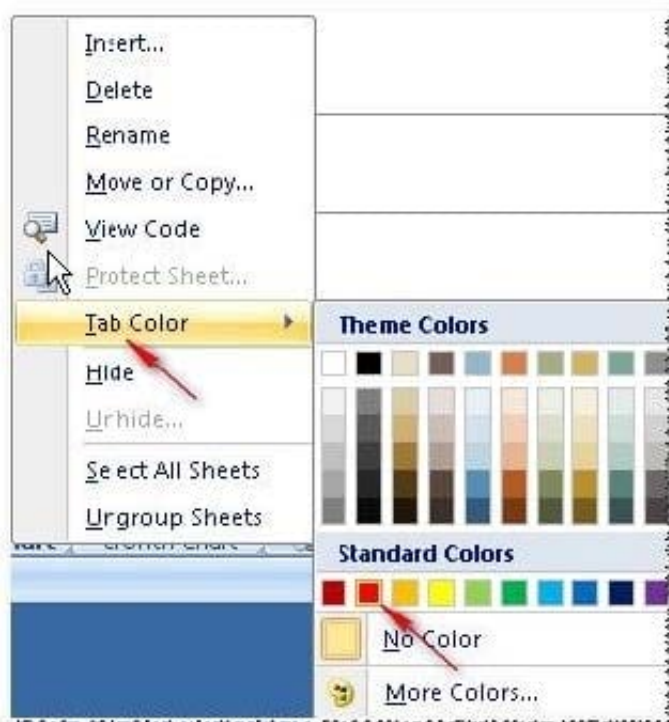 Insert...
Delete
Rename
Move or Copy...
View Code
Protect Sheet...
Tab Color
Hide
Unhide...
Select All Sheets
Ungroup Sheets
Theme Colors
Standard Colors
No Color
More Colors...